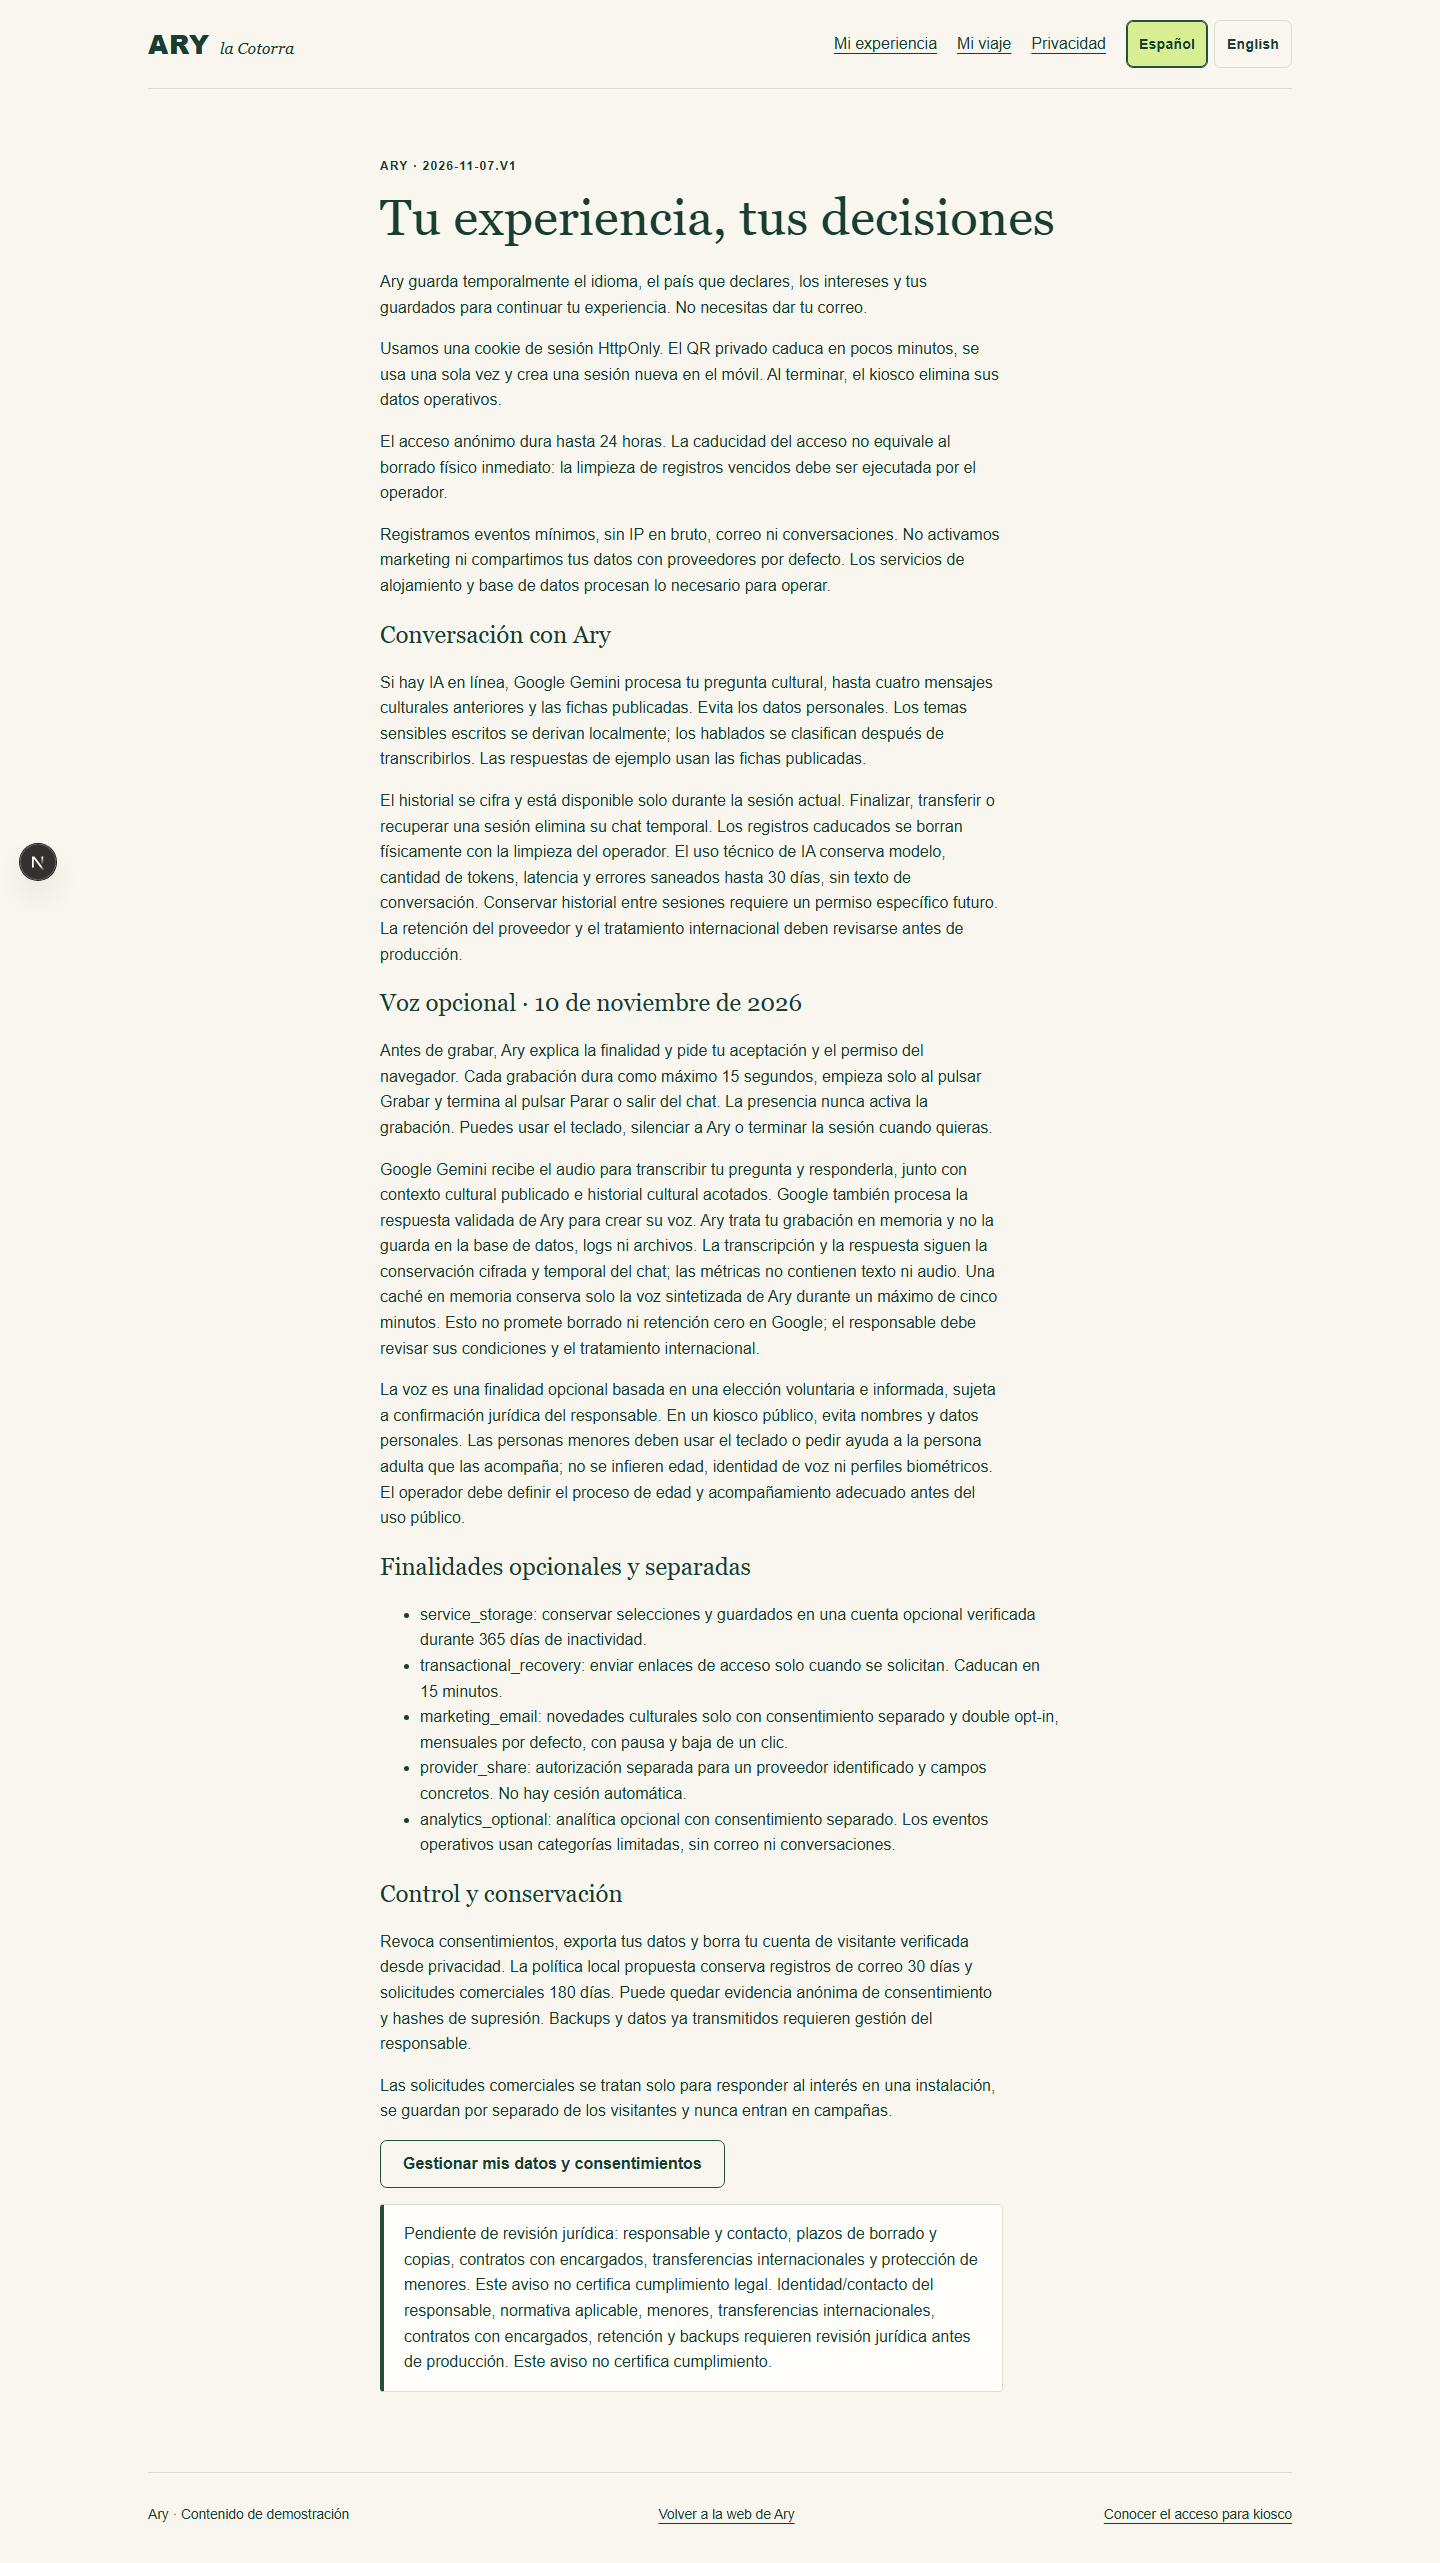 ARY la Cotorra
Mi experiencia Mi viaje Privacidad Español English
ARY · 2026-11-07.V1
Tu experiencia, tus decisiones
Ary guarda temporalmente el idioma, el país que declares, los intereses y tus
guardados para continuar tu experiencia. No necesitas dar tu correo.
Usamos una cookie de sesión HttpOnly. El QR privado caduca en pocos minutos, se
usa una sola vez y crea una sesión nueva en el móvil. Al terminar, el kiosco elimina sus
datos operativos.
El acceso anónimo dura hasta 24 horas. La caducidad del acceso no equivale al
borrado físico inmediato: la limpieza de registros vencidos debe ser ejecutada por el
operador.
Registramos eventos mínimos, sin IP en bruto, correo ni conversaciones. No activamos
marketing ni compartimos tus datos con proveedores por defecto. Los servicios de
alojamiento y base de datos procesan lo necesario para operar.
Conversación con Ary
Si hay IA en línea, Google Gemini procesa tu pregunta cultural, hasta cuatro mensajes
culturales anteriores y las fichas publicadas. Evita los datos personales. Los temas
sensibles escritos se derivan localmente; los hablados se clasifican después de
transcribirlos. Las respuestas de ejemplo usan las fichas publicadas.
El historial se cifra y está disponible solo durante la sesión actual. Finalizar, transferir o
recuperar una sesión elimina su chat temporal. Los registros caducados se borran
físicamente con la limpieza del operador. El uso técnico de IA conserva modelo,
cantidad de tokens, latencia y errores saneados hasta 30 días, sin texto de
conversación. Conservar historial entre sesiones requiere un permiso específico futuro.
La retención del proveedor y el tratamiento internacional deben revisarse antes de
producción.
Voz opcional · 10 de noviembre de 2026
Antes de grabar, Ary explica la finalidad y pide tu aceptación y el permiso del
navegador. Cada grabación dura como máximo 15 segundos, empieza solo al pulsar
Grabar y termina al pulsar Parar o salir del chat. La presencia nunca activa la
grabación. Puedes usar el teclado, silenciar a Ary o terminar la sesión cuando quieras.
Google Gemini recibe el audio para transcribir tu pregunta y responderla, junto con
contexto cultural publicado e historial cultural acotados. Google también procesa la
respuesta validada de Ary para crear su voz. Ary trata tu grabación en memoria y no la
guarda en la base de datos, logs ni archivos. La transcripción y la respuesta siguen la
conservación cifrada y temporal del chat; las métricas no contienen texto ni audio. Una
caché en memoria conserva solo la voz sintetizada de Ary durante un máximo de cinco
minutos. Esto no promete borrado ni retención cero en Google; el responsable debe
revisar sus condiciones y el tratamiento internacional.
La voz es una finalidad opcional basada en una elección voluntaria e informada, sujeta
a confirmación jurídica del responsable. En un kiosco público, evita nombres y datos
personales. Las personas menores deben usar el teclado o pedir ayuda a la persona
adulta que las acompaña; no se infieren edad, identidad de voz ni perfiles biométricos.
El operador debe definir el proceso de edad y acompañamiento adecuado antes del
uso público.
Finalidades opcionales y separadas
• service_storage: conservar selecciones y guardados en una cuenta opcional verificada
durante 365 días de inactividad.
• transactional_recovery: enviar enlaces de acceso solo cuando se solicitan. Caducan en
15 minutos.
• marketing_email: novedades culturales solo con consentimiento separado y double opt-in,
mensuales por defecto, con pausa y baja de un clic.
• provider_share: autorización separada para un proveedor identificado y campos
concretos. No hay cesión automática.
• analytics_optional: analítica opcional con consentimiento separado. Los eventos
operativos usan categorías limitadas, sin correo ni conversaciones.
Control y conservación
Revoca consentimientos, exporta tus datos y borra tu cuenta de visitante verificada
desde privacidad. La política local propuesta conserva registros de correo 30 días y
solicitudes comerciales 180 días. Puede quedar evidencia anónima de consentimiento
y hashes de supresión. Backups y datos ya transmitidos requieren gestión del
responsable.
Las solicitudes comerciales se tratan solo para responder al interés en una instalación,
se guardan por separado de los visitantes y nunca entran en campañas.
Gestionar mis datos y consentimientos
Pendiente de revisión jurídica: responsable y contacto, plazos de borrado y
copias, contratos con encargados, transferencias internacionales y protección de
menores. Este aviso no certifica cumplimiento legal. Identidad/contacto del
responsable, normativa aplicable, menores, transferencias internacionales,
contratos con encargados, retención y backups requieren revisión jurídica antes
de producción. Este aviso no certifica cumplimiento.
Ary · Contenido de demostración Volver a la web de Ary Conocer el acceso para kiosco